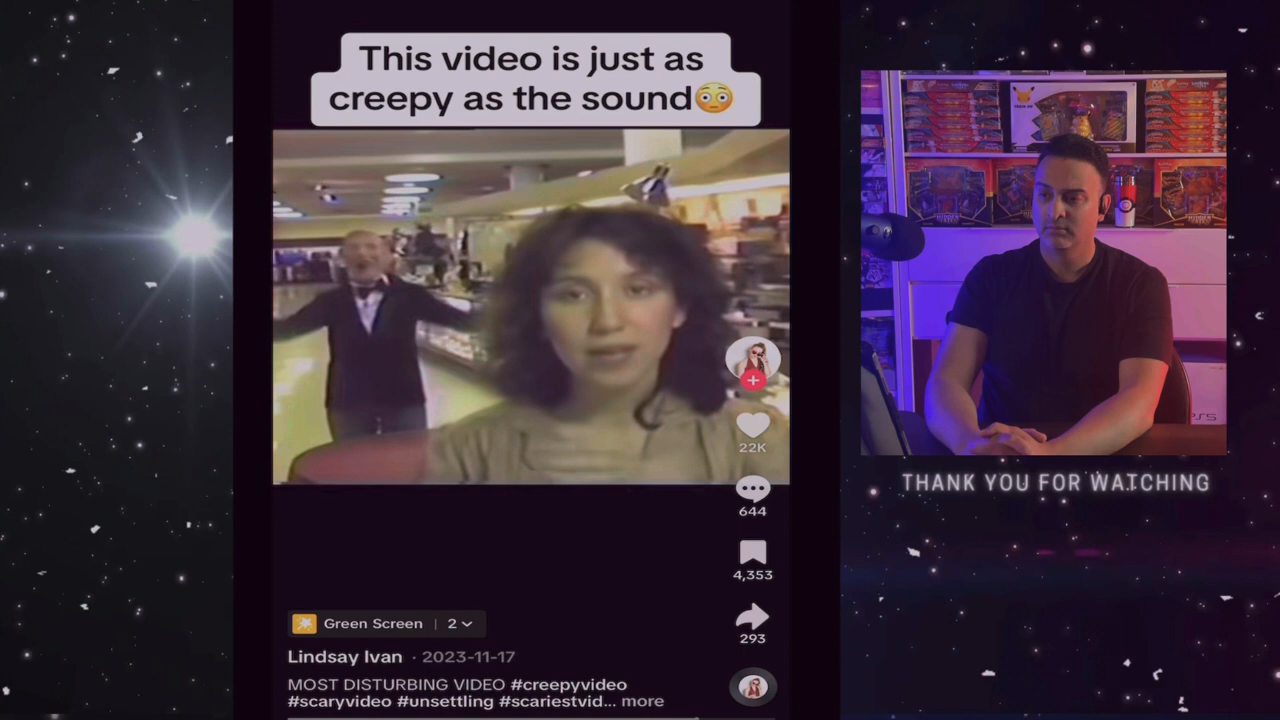 This video is just as
creepy as the sound😳
22K
644
4,353
293
Green Screen | 2
Lindsay Ivan · 2023-11-17
MOST DISTURBING VIDEO #creepyvideo
#scaryvideo #unsettling #scariestvid... more
PS5
THANK YOU FOR WATCHING